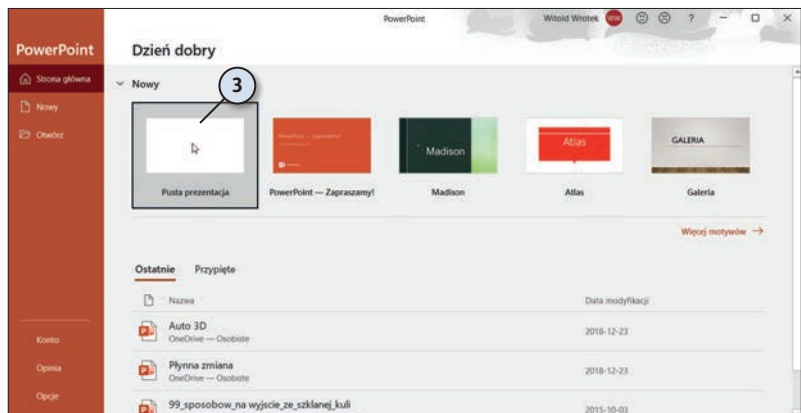 PowerPoint
Witold Wrotek WW ?
PowerPoint
Dzień dobry
Strona główna
Nowy
Otwórz
Konto
Opinia
Opcje
Nowy
3
PowerPoint — Zapraszamy!
Madison
Atlas
GALERIA
Pusta prezentacja
PowerPoint — Zapraszamy!
Madison
Atlas
Galeria
Więcej motywów →
Ostatnie Przypięte
Nazwa Data modyfikacji
Auto 3D 2018-12-23
OneDrive — Osobiste
Płynna zmiana 2018-12-23
OneDrive — Osobiste
99_sposobow_na_wyjscie_ze_szklanej_kuli 2015-10-03